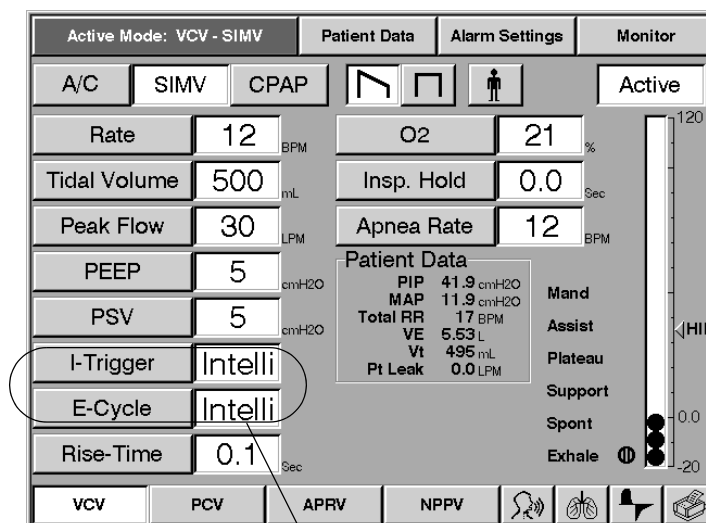 Active Mode: VCV - SIMV Patient Data Alarm Settings Monitor
A/C SIMV CPAP Active
Rate 12 BPM O2 21 % 120
Tidal Volume 500 mL Insp. Hold 0.0 Sec
Peak Flow 30 LPM Apnea Rate 12 BPM
PEEP 5 cmH2O
PSV 5 cmH2O
Patient Data
PIP 41.9 cmH2O
MAP 11.9 cmH2O
Total RR 17 BPM
VE 5.53 L
Vt 495 mL
Pt Leak 0.0 LPM
Mand
Assist HI
Plateau
Support
Spont 0.0
Exhale -20
I-Trigger Intelli
E-Cycle Intelli
Rise-Time 0.1 Sec
VCV PCV APRV NPPV